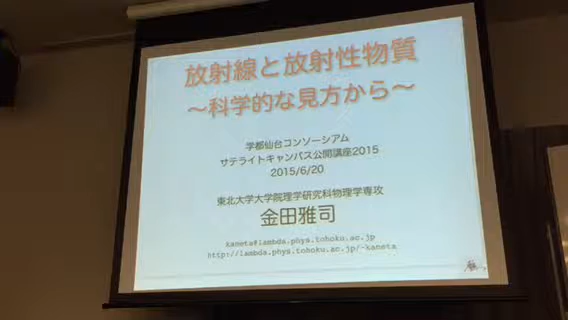 放射線と放射性物質
～科学的な見方から～
学都仙台コンソーシアム
サテライトキャンパス公開講座2015
2015/6/20
東北大学大学院理学研究科物理学専攻
金田雅司
kaneta@lambda.phys.tohoku.ac.jp
http://lambda.phys.tohoku.ac.jp/~kaneta